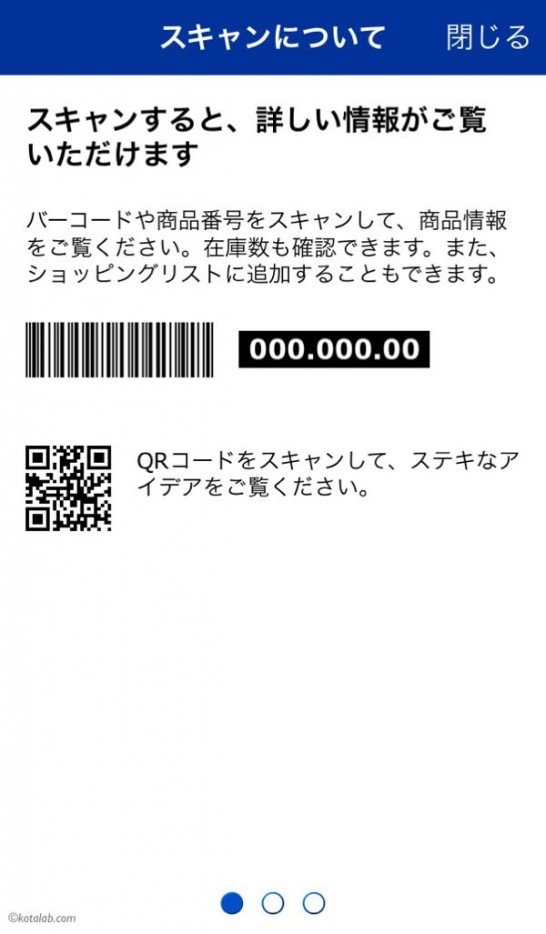 スキャンについて 閉じる
スキャンすると、詳しい情報がご覧
いただけます
バーコードや商品番号をスキャンして、商品情報
をご覧ください。在庫数も確認できます。また、
ショッピングリストに追加することもできます。
000.000.00
QRコードをスキャンして、ステキなア
イデアをご覧ください。
©kotalab.com